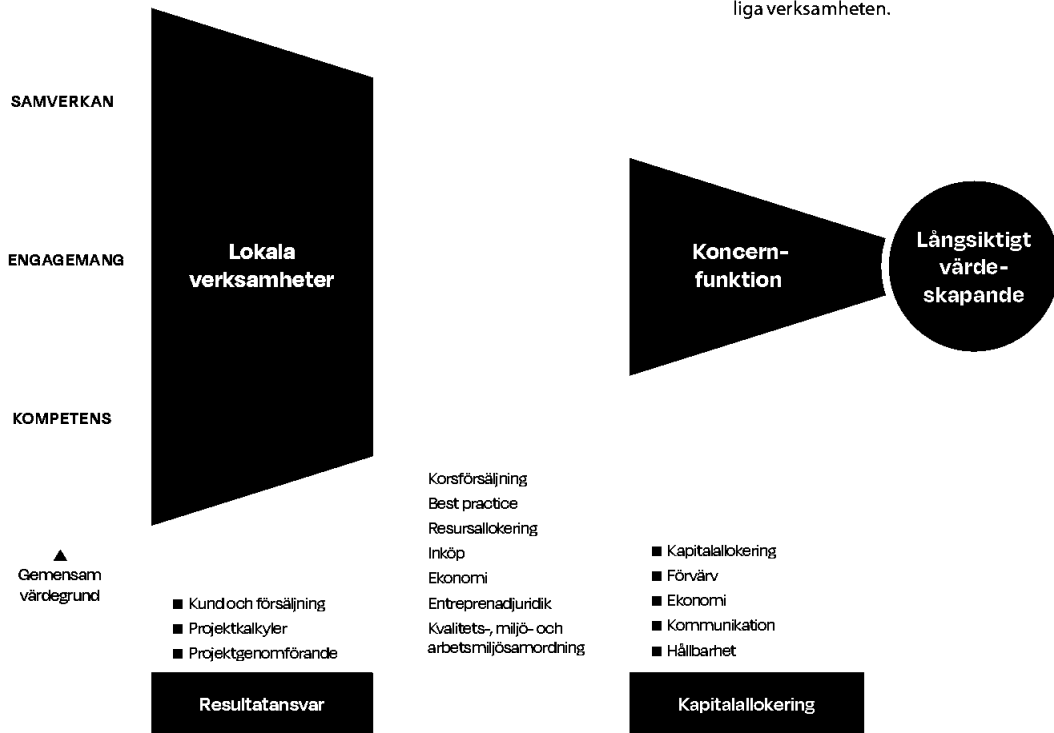 liga verksamheten.
SAMVERKAN
ENGAGEMANG
KOMPETENS
▲
Gemensam
värdegrund
Lokala
verksamheter
■ Kund och försäljning
■ Projektkalkyler
■ Projektgenomförande
Resultatansvar
Korsförsäljning
Best practice
Resursallokering
Inköp
Ekonomi
Entreprenadjuridik
Kvalitets-, miljö- och
arbetsmiljösamordning
Koncern-
funktion
■ Kapitalallokering
■ Förvärv
■ Ekonomi
■ Kommunikation
■ Hållbarhet
Kapitalallokering
Långsiktigt
värde-
skapande